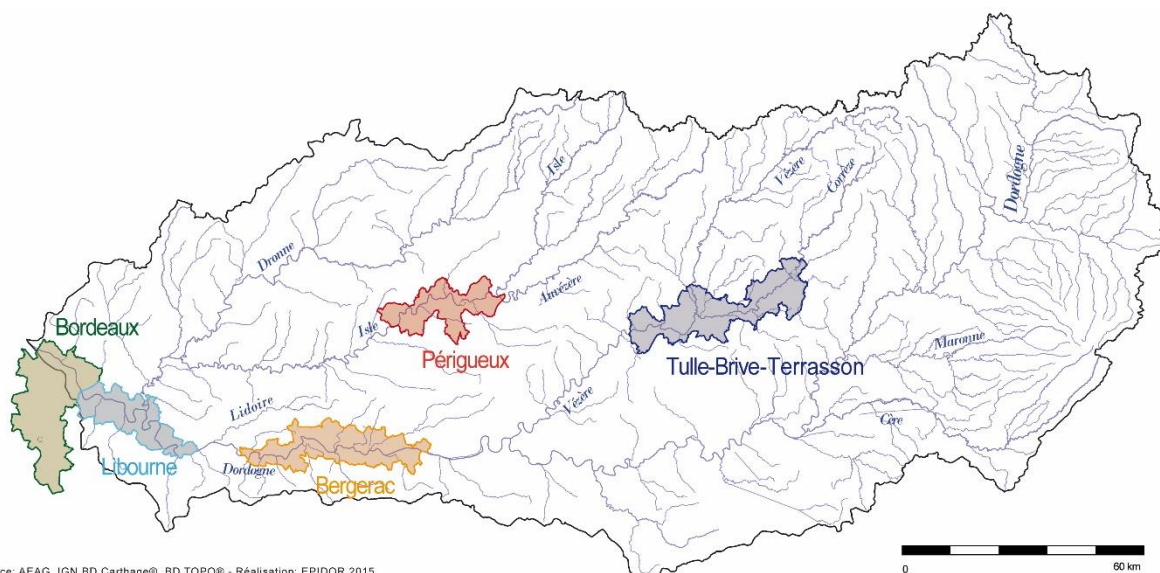 Dordogne
Isle
Vézère
Corrèze
Dronne
Auvézère
Isle
Bordeaux
Périgueux
Maronne
Tulle-Brive-Terrasson
Vézère
Lidoire
Cère
Libourne
Dordogne
Bergerac
0
60 km
ce: AEAG, IGN BD Carthage®, BD TOPO® - Réalisation: EPIDOR 2015